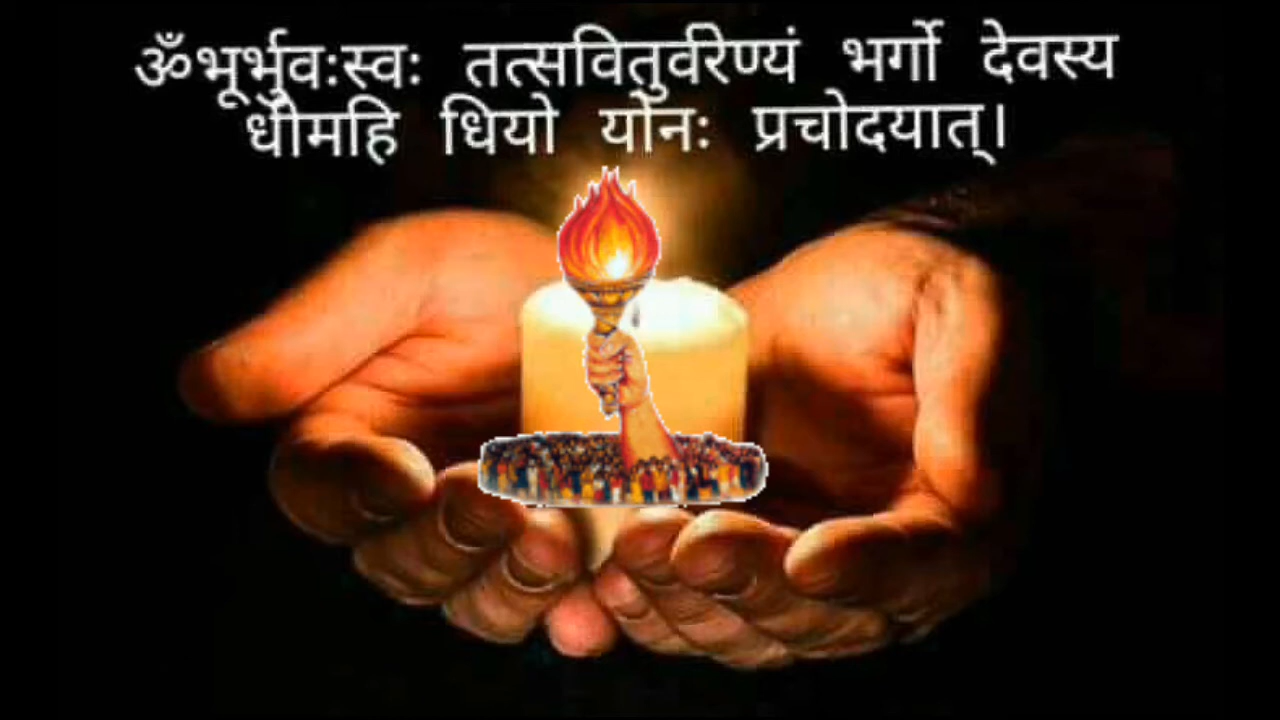 ॐभूर्भुवःस्वः तत्सवितुर्वरेण्यं भर्गो देवस्य
धीमहि धियो योनः प्रचोदयात्।